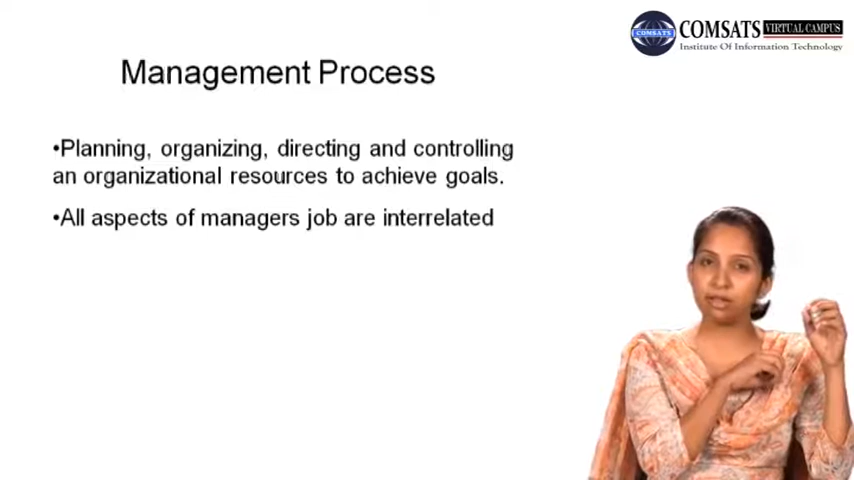 COMSATS VIRTUAL CAMPUS
COMSATS
Institute Of Information Technology
Management Process
•Planning, organizing, directing and controlling
an organizational resources to achieve goals.
•All aspects of managers job are interrelated